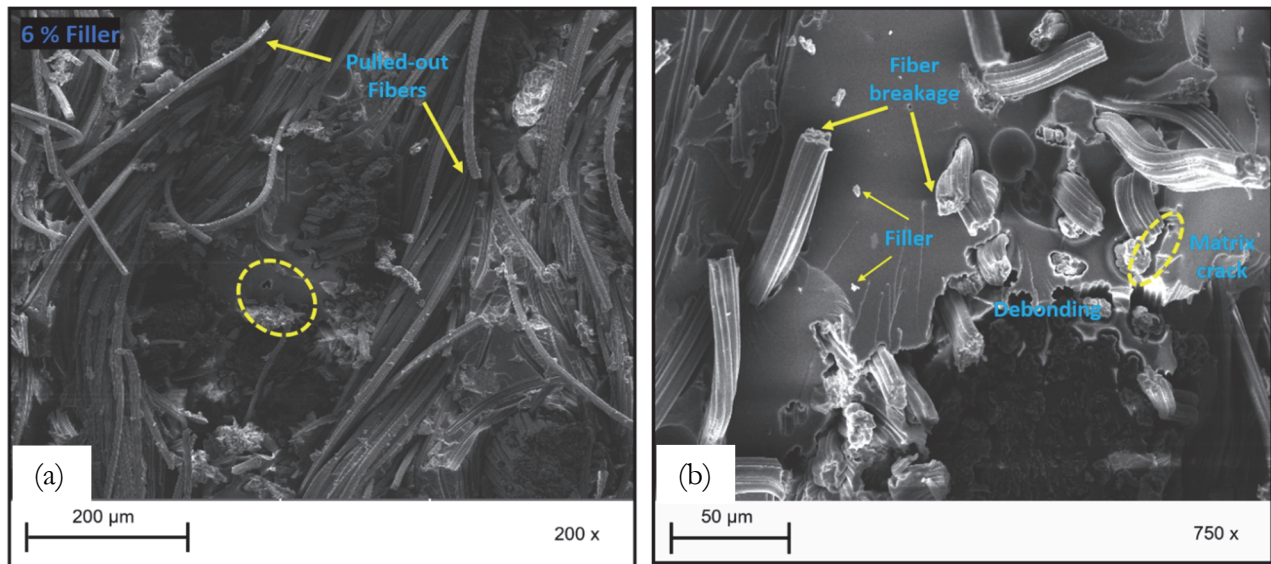 6 % Filler
Pulled-out
Fibers
(a)
200 µm
200 x
Fiber
breakage
Filler
Matrix
crack
Debonding
(b)
50 µm
750 x